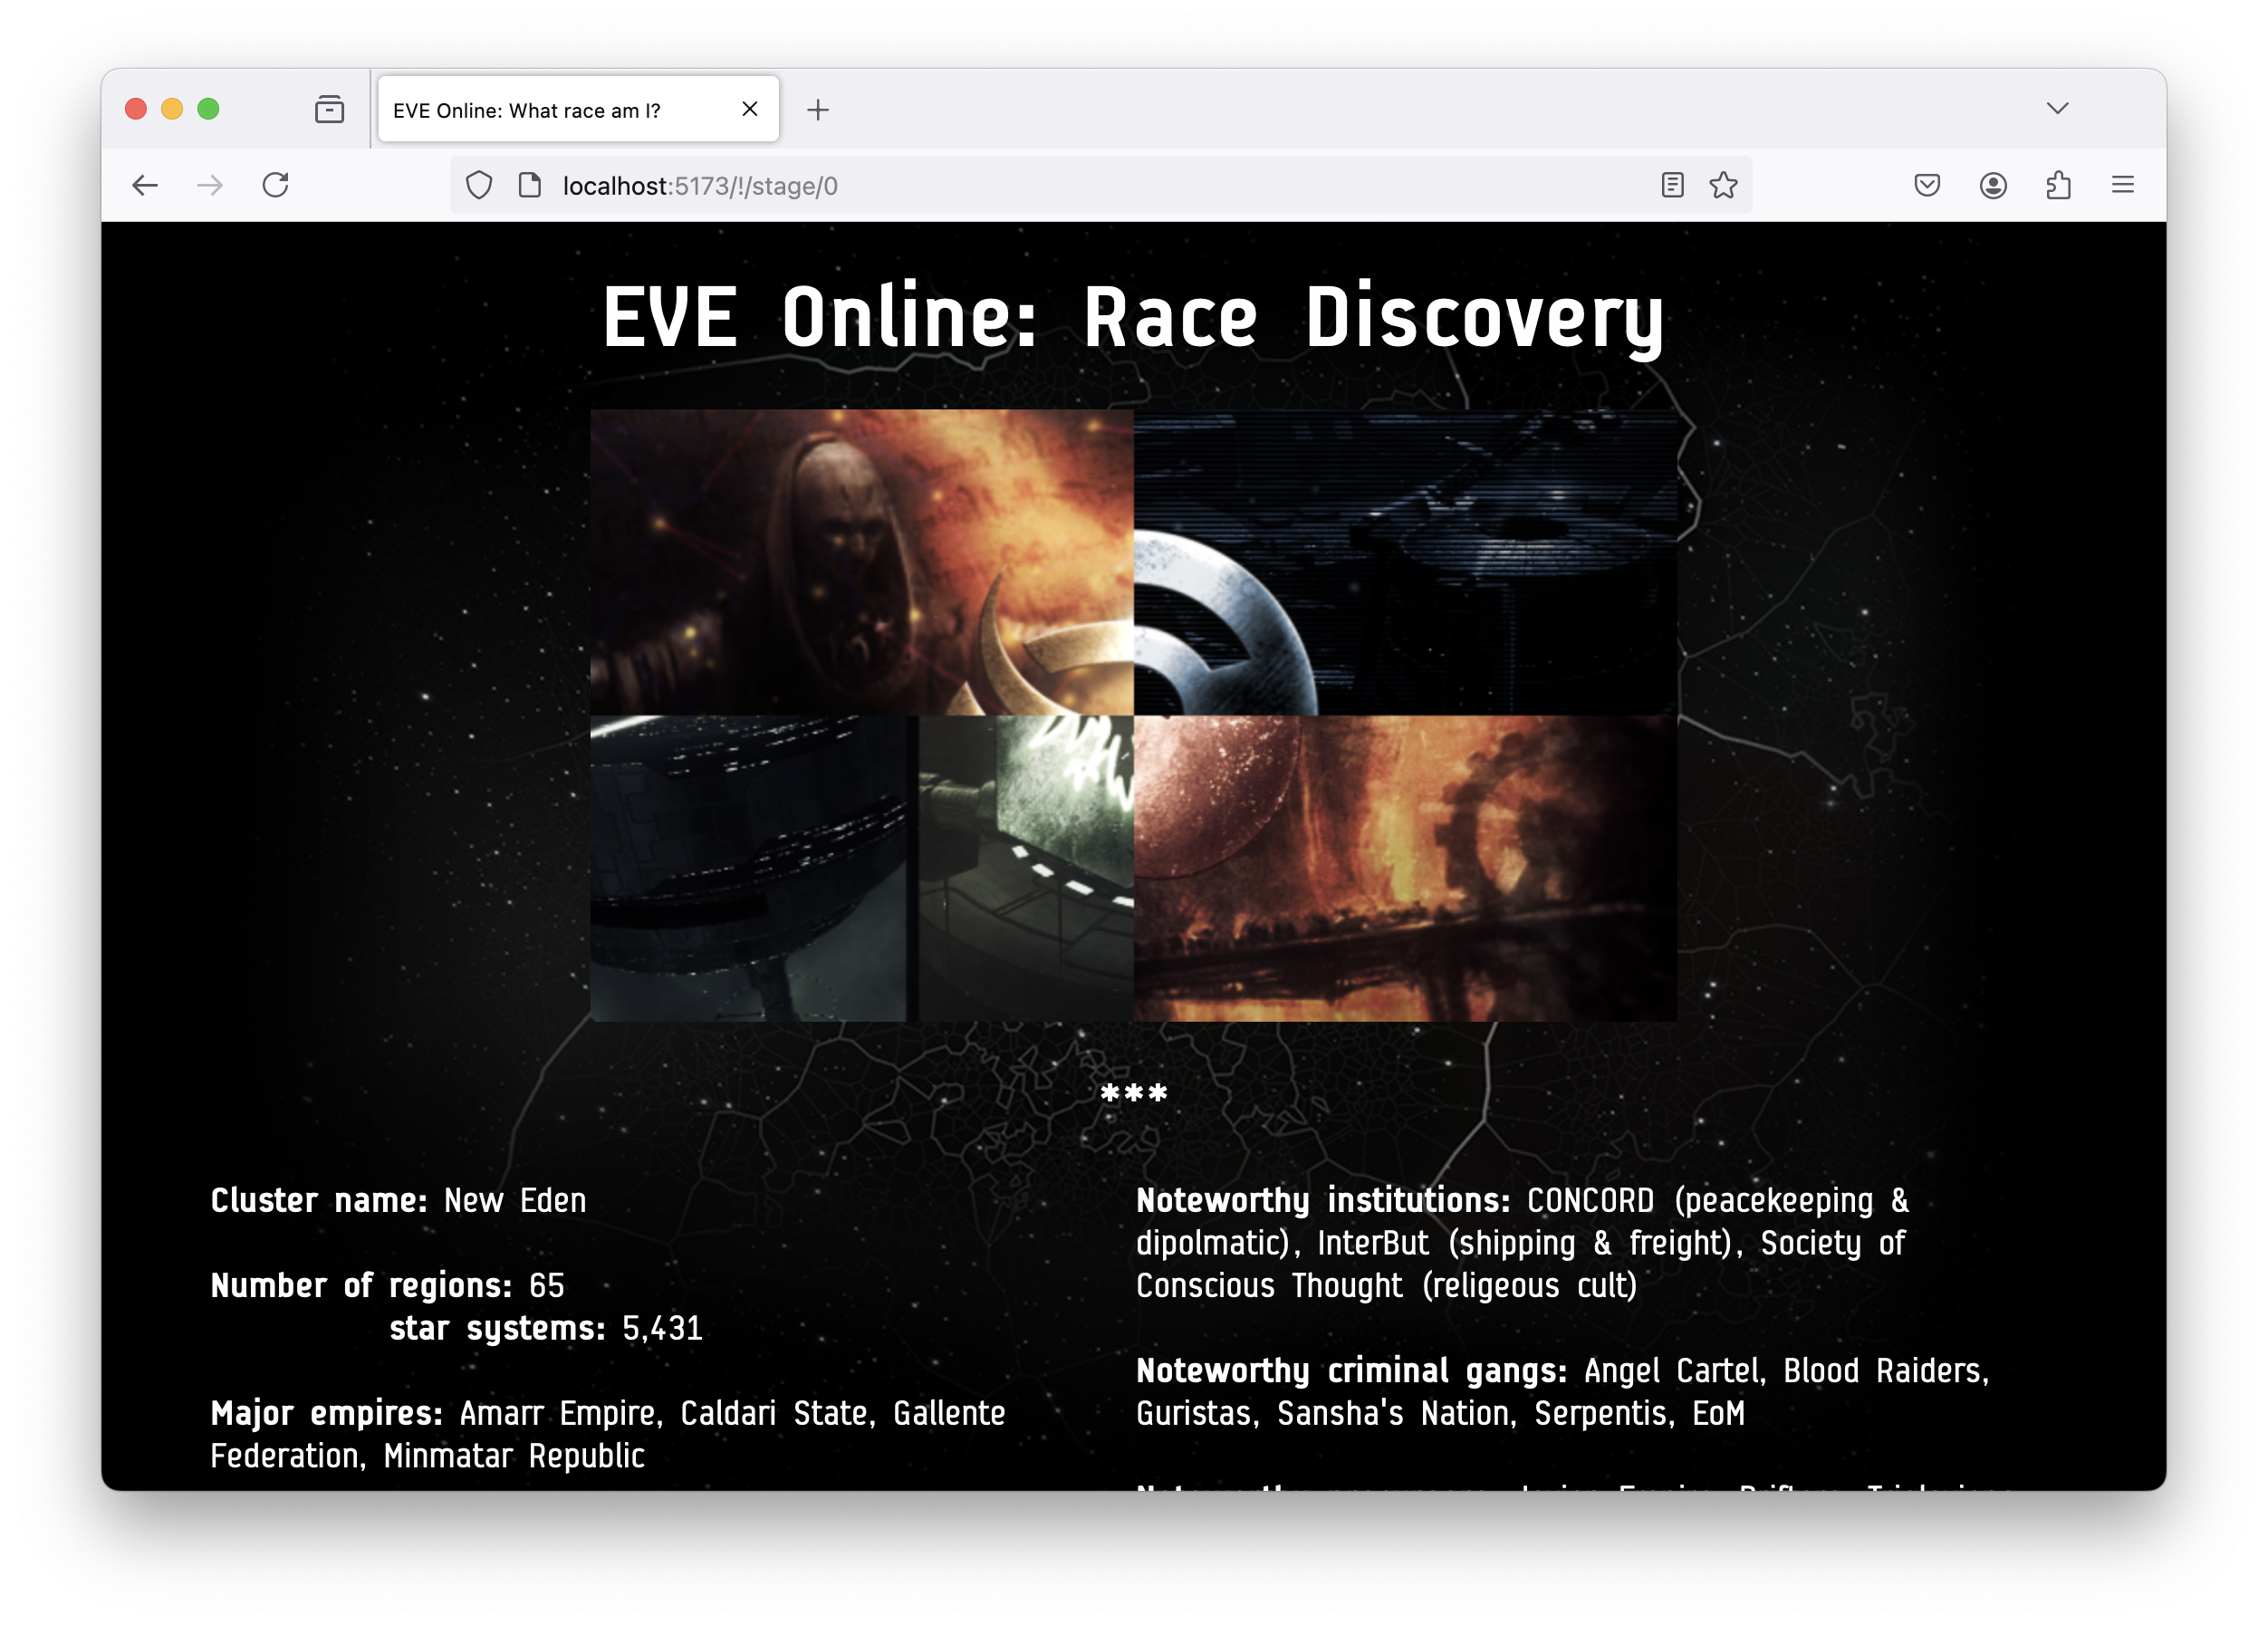 EVE Online: What race am I?
localhost:5173/!/stage/0
EVE Online: Race Discovery
***
Cluster name: New Eden
Number of regions: 65
star systems: 5,431
Major empires: Amarr Empire, Caldari State, Gallente
Federation, Minmatar Republic
Noteworthy institutions: CONCORD (peacekeeping &
dipolmatic), InterBut (shipping & freight), Society of
Conscious Thought (religeous cult)
Noteworthy criminal gangs: Angel Cartel, Blood Raiders,
Guristas, Sansha's Nation, Serpentis, EoM